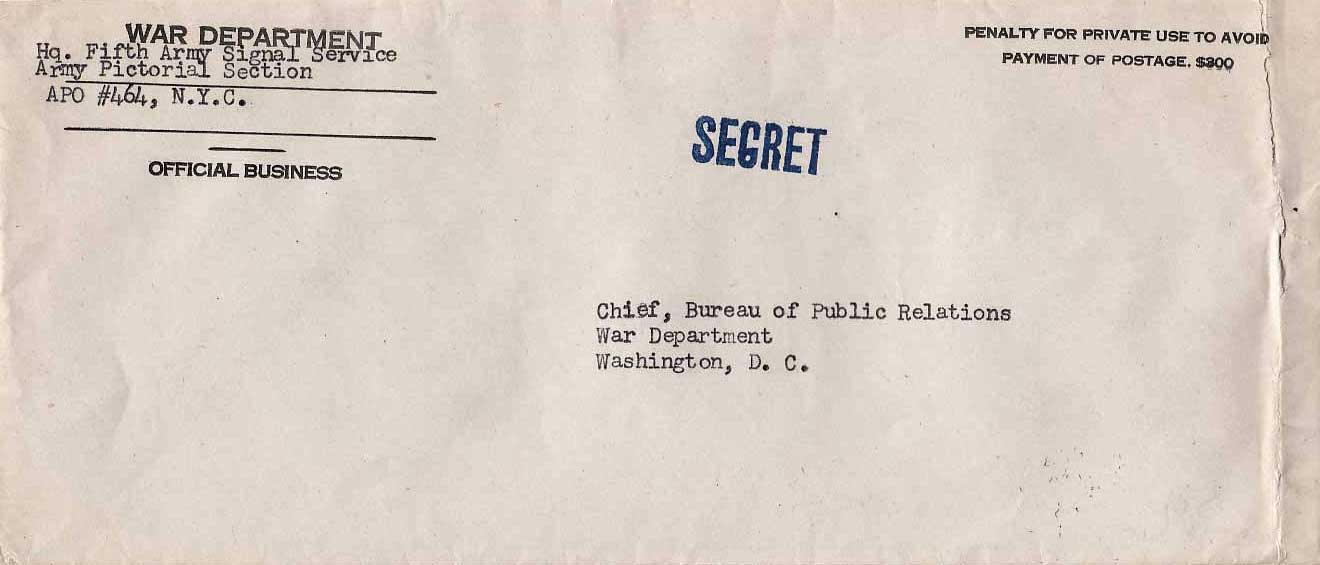 WAR DEPARTMENT
Hq. Fifth Army Signal Service
Army Pictorial Section
APO #464, N.Y.C.
OFFICIAL BUSINESS
PENALTY FOR PRIVATE USE TO AVOID
PAYMENT OF POSTAGE. $300
SECRET
Chief, Bureau of Public Relations
War Department
Washington, D. C.